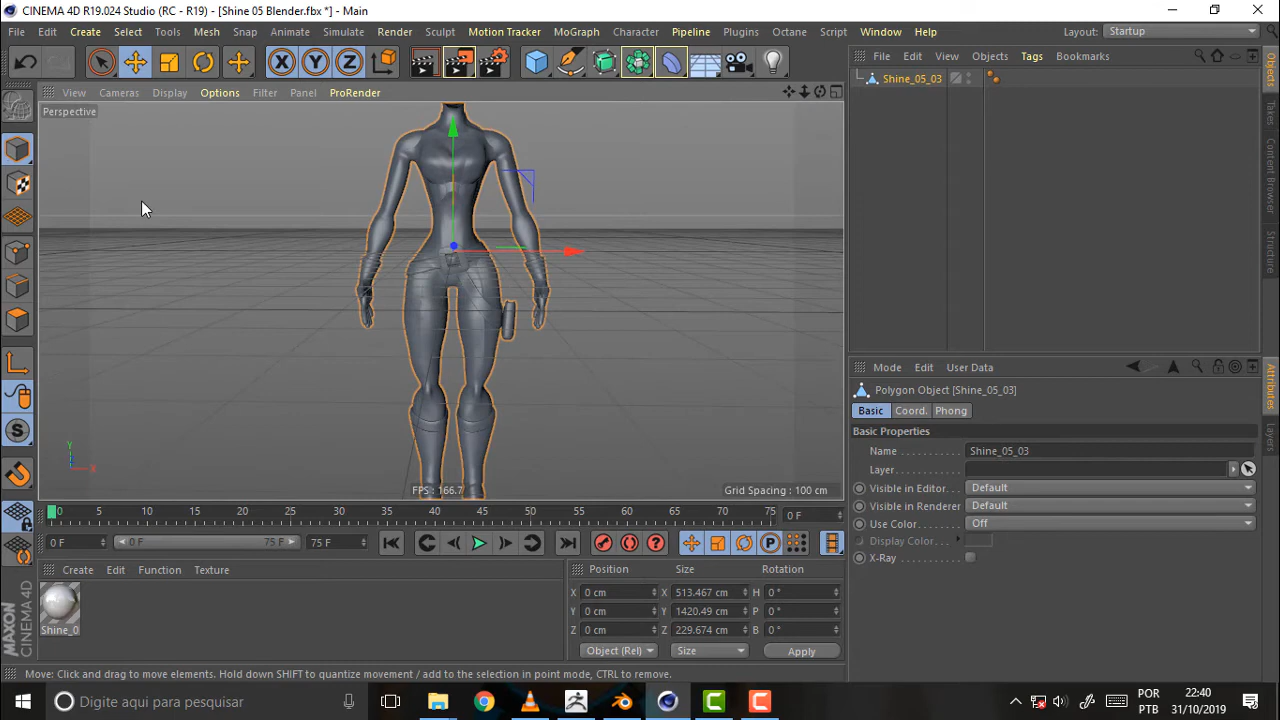 CINEMA 4D R19.024 Studio (RC - R19) - [Shine 05 Blender.fbx *] - Main
File Edit Create Select Tools Mesh Snap Animate Simulate Render Sculpt Motion Tracker MoGraph Character Pipeline Plugins Octane Script Window Help Layout: Startup
X Y Z
File Edit View Objects Tags Bookmarks
View Cameras Display Options Filter Panel ProRender
Shine_05_03
Perspective
Objects
Takes
Content Browser
Structure
Mode Edit User Data
Polygon Object [Shine_05_03]
Basic Coord. Phong
Basic Properties
Name Shine_05_03
Layer
Visible in Editor Default
Visible in Renderer Default
Use Color Off
Display Color
X-Ray
Attributes
Layers
Y
X
FPS : 166.7
Grid Spacing : 100 cm
0 5 10 15 20 25 30 35 40 45 50 55 60 65 70 75 0 F
0 F 0 F 75 F 75 F
Create Edit Function Texture
Shine_0
Position Size Rotation
X 0 cm X 513.467 cm H 0 °
Y 0 cm Y 1420.49 cm P 0 °
Z 0 cm Z 229.674 cm B 0 °
Object (Rel) Size Apply
MAXON
CINEMA 4D
Move: Click and drag to move elements. Hold down SHIFT to quantize movement / add to the selection in point mode, CTRL to remove.
Digite aqui para pesquisar
POR
PTB
22:40
31/10/2019